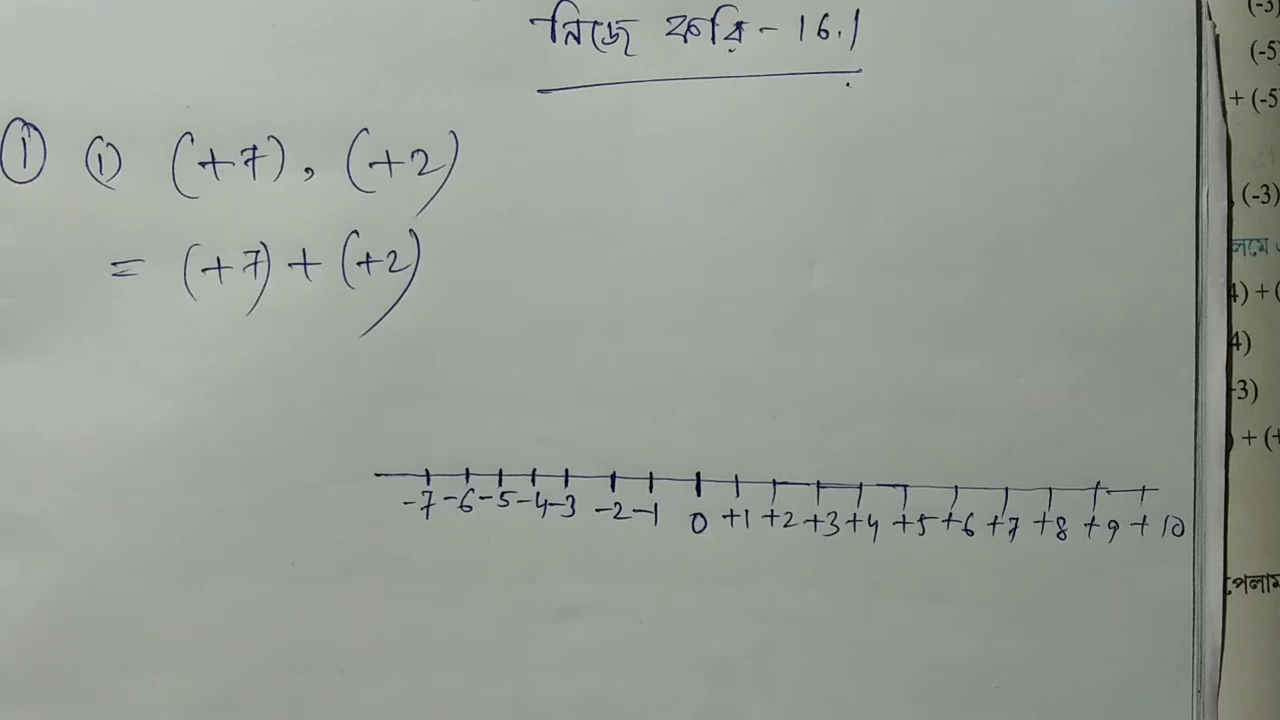 নিজে করি - 16.1
① ⓘ (+7), (+2)
= (+7) + (+2)
-7 -6 -5 -4 -3 -2 -1 0 +1 +2 +3 +4 +5 +6 +7 +8 +9 +10
(-3)
(-5)
+ (-5
(-3)
4) + (
4)
-3)
) + (+